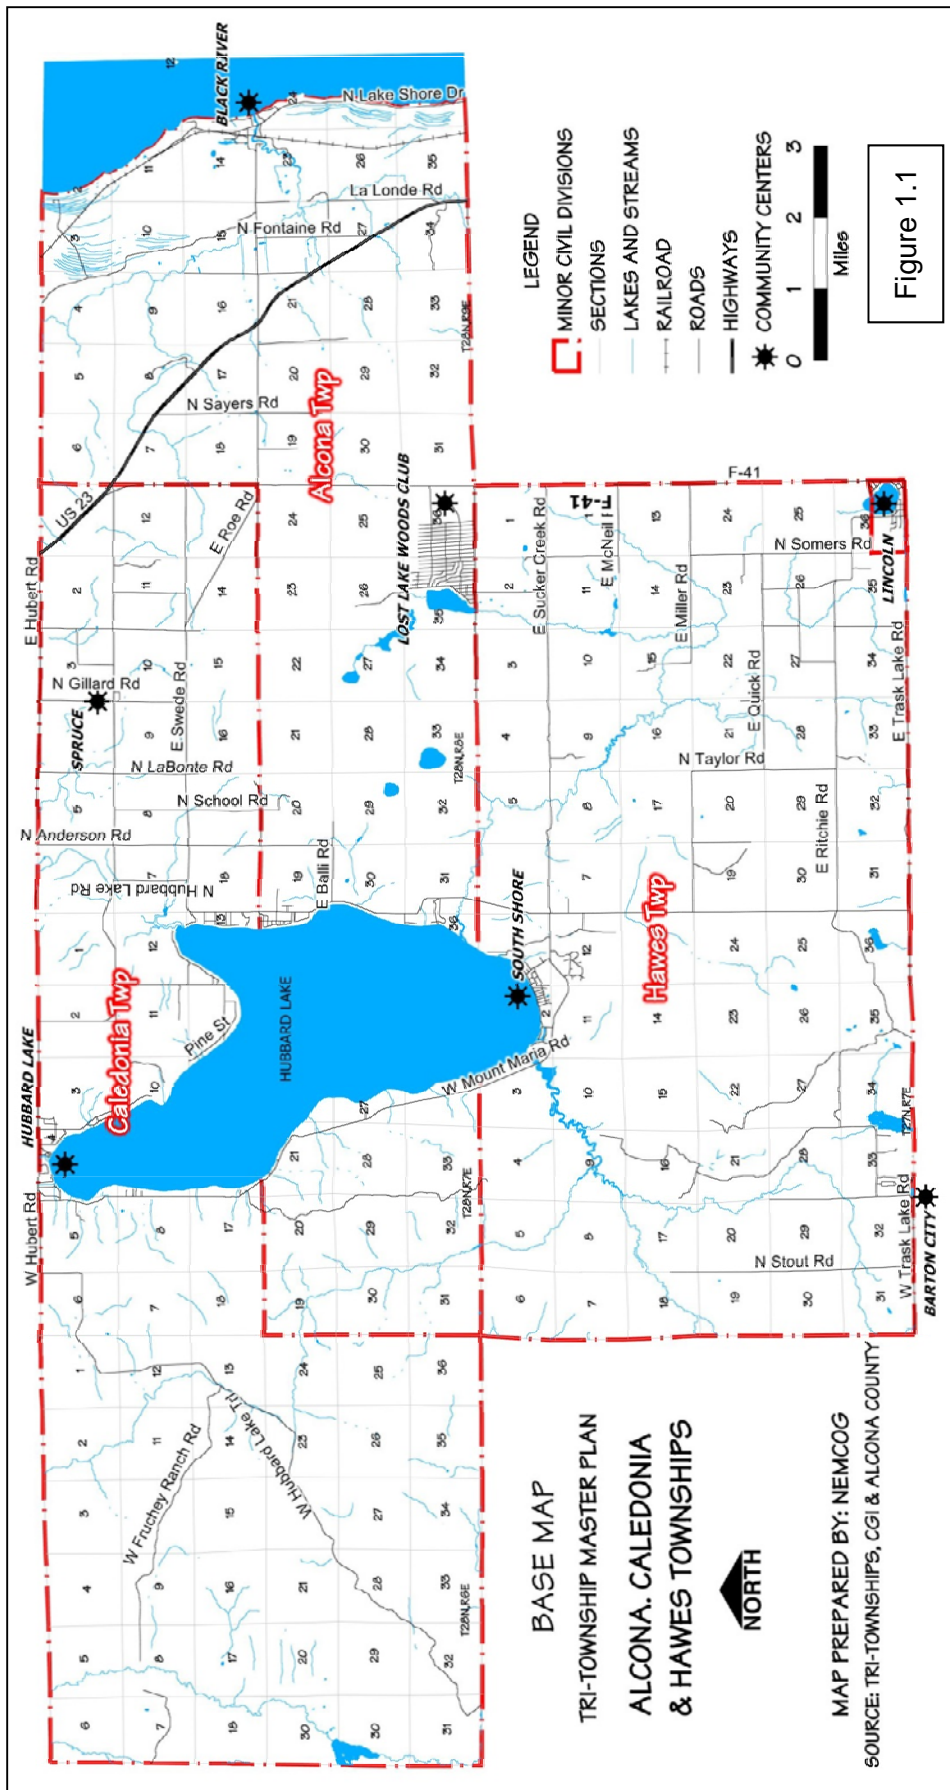 BASE MAP
TRI-TOWNSHIP MASTER PLAN
ALCONA. CALEDONIA
& HAWES TOWNSHIPS
NORTH
MAP PREPARED BY: NEMCOG
SOURCE: TRI-TOWNSHIPS, CGI & ALCONA COUNTY
LEGEND
MINOR CIVIL DIVISIONS
SECTIONS
LAKES AND STREAMS
RAILROAD
ROADS
HIGHWAYS
COMMUNITY CENTERS
0 1 2 3
Miles
Figure 1.1
Caledonia Twp
Alcona Twp
Hawes Twp
HUBBARD LAKE
HUBBARD LAKE
SPRUCE
BLACK RIVER
LOST LAKE WOODS CLUB
SOUTH SHORE
LINCOLN
BARTON CITY
W Hubert Rd
E Hubert Rd
US 23
N Gillard Rd
E Swede Rd
N LaBonte Rd
N School Rd
N Anderson Rd
N Hubbard Lake Rd
E Roe Rd
E Balli Rd
Pine St
W Mount Maria Rd
W Fruchey Ranch Rd
W Hubbard Lake Trl
N Sayers Rd
N Fontaine Rd
La Londe Rd
N Lake Shore Dr
F-41
F-41
E Sucker Creek Rd
E McNeil R
E Miller Rd
N Somers Rd
E Quick Rd
N Taylor Rd
E Ritchie Rd
E Trask Lake Rd
W Trask Lake Rd
N Stout Rd
T28N,R6E
T28N,R7E
T28N,R8E
T28N,R9E
T27N,R7E